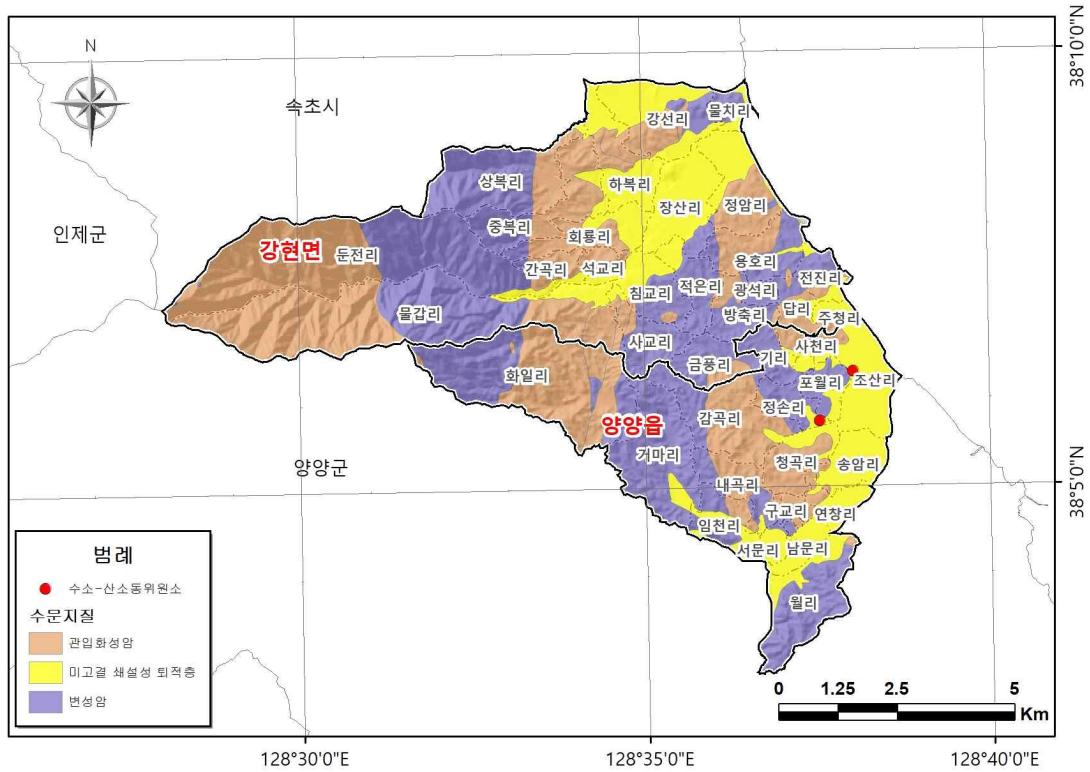 38°10'0"N
N
속초시
강선리
물치리
상복리
하복리
장산리
정암리
인제군
중복리
회룡리
강현면
둔전리
간곡리
석교리
용호리
전진리
침교리
적은리
광석리
물갑리
방축리
답리
주청리
사교리
사천리
금풍리
기리
화일리
포월리
조산리
감곡리
정손리
양양읍
거마리
청곡리
송암리
양양군
내곡리
38°5'0"N
구교리
연창리
임천리
서문리
남문리
월리
범례
수소-산소동위원소
수문지질
관입화성암
미고결 쇄설성 퇴적층
변성암
0 1.25 2.5 5
Km
128°30'0"E
128°35'0"E
128°40'0"E